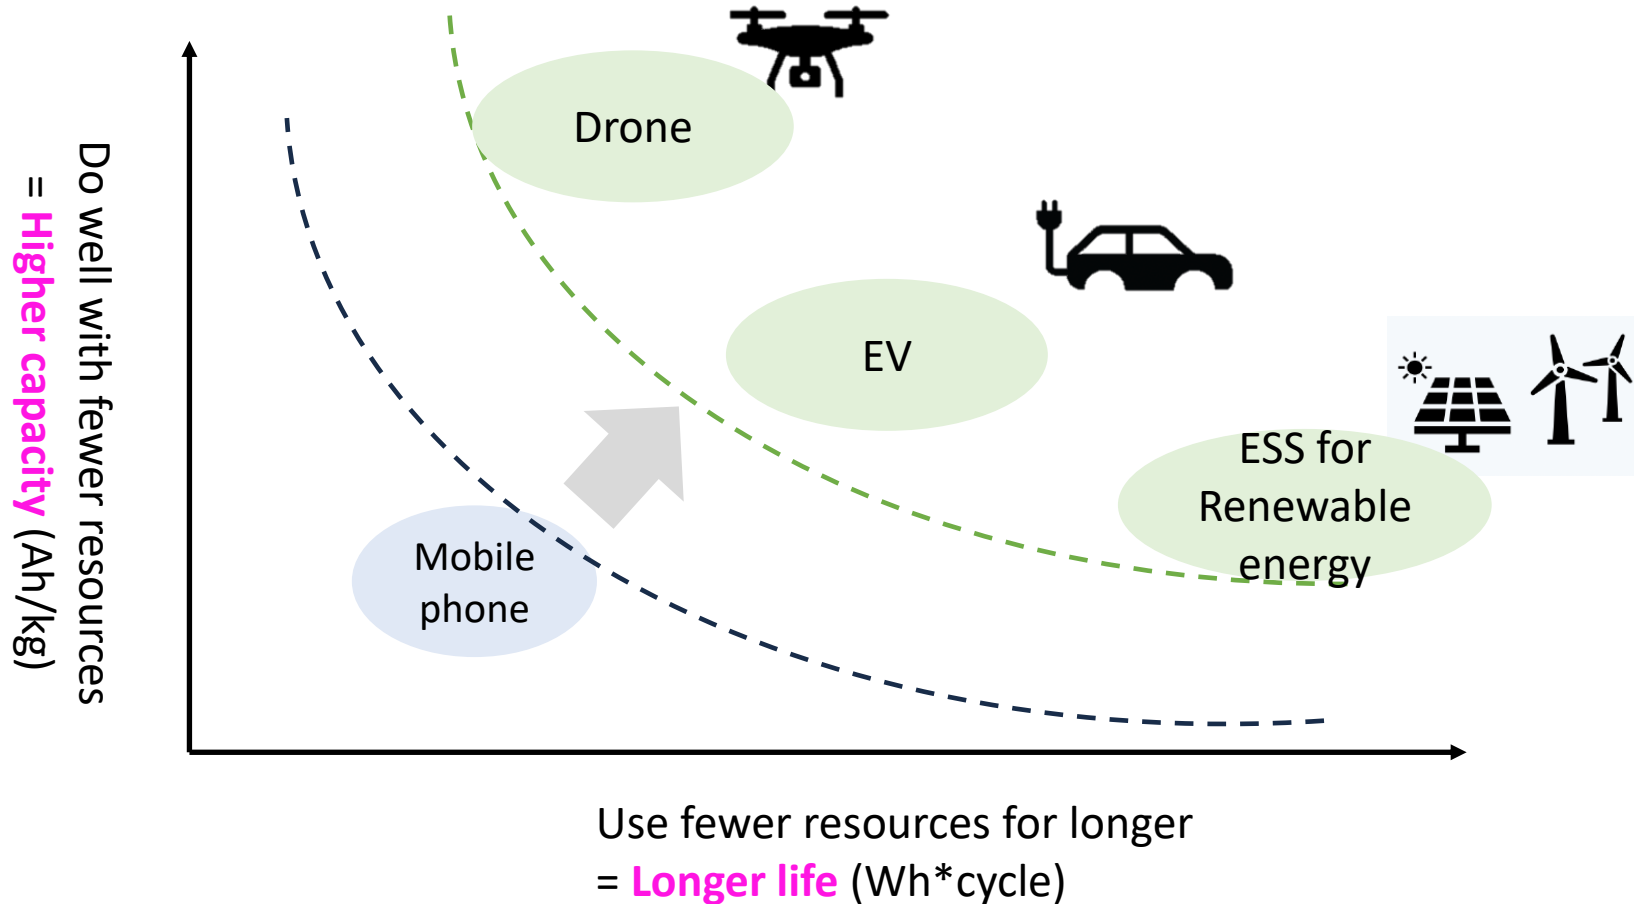 Do well with fewer resources
= Higher capacity (Ah/kg)
Drone
EV
ESS for
Renewable
energy
Mobile
phone
Use fewer resources for longer
= Longer life (Wh*cycle)